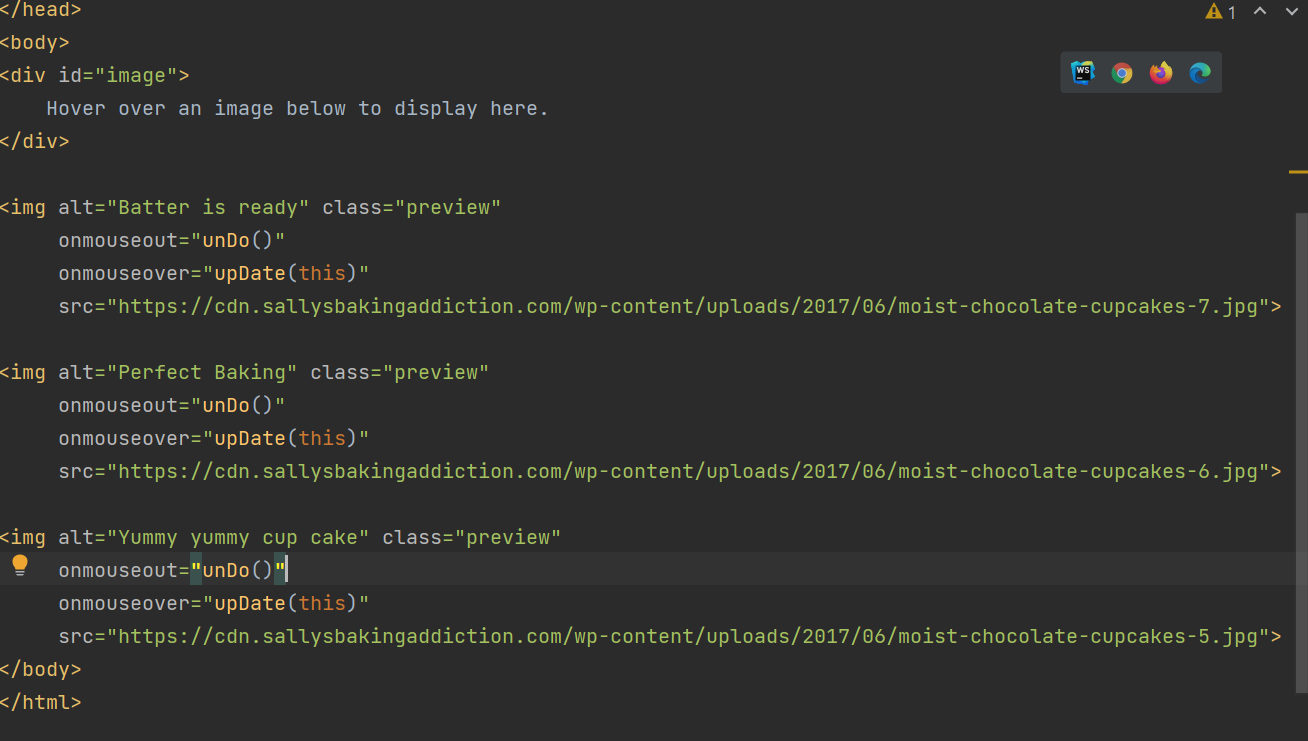 </head>
1
<body>
<div id="image">
WS
Hover over an image below to display here.
</div>
<img alt="Batter is ready" class="preview"
onmouseout="unDo()"
onmouseover="upDate(this)"
src="https://cdn.sallysbakingaddiction.com/wp-content/uploads/2017/06/moist-chocolate-cupcakes-7.jpg">
<img alt="Perfect Baking" class="preview"
onmouseout="unDo()"
onmouseover="upDate(this)"
src="https://cdn.sallysbakingaddiction.com/wp-content/uploads/2017/06/moist-chocolate-cupcakes-6.jpg">
<img alt="Yummy yummy cup cake" class="preview"
onmouseout="unDo()"
onmouseover="upDate(this)"
src="https://cdn.sallysbakingaddiction.com/wp-content/uploads/2017/06/moist-chocolate-cupcakes-5.jpg">
</body>
</html>